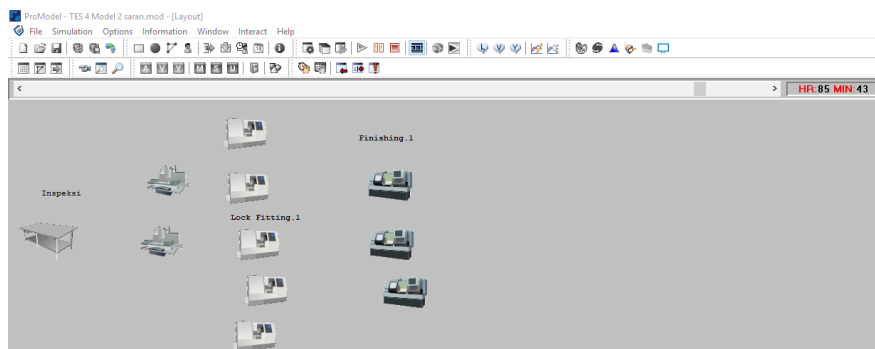 ProModel - TES 4 Model 2 saran.mod - [Layout]
File Simulation Options Information Window Interact Help
HR:85 MIN:43
Finishing.1
Inspeksi
Lock Fitting.1